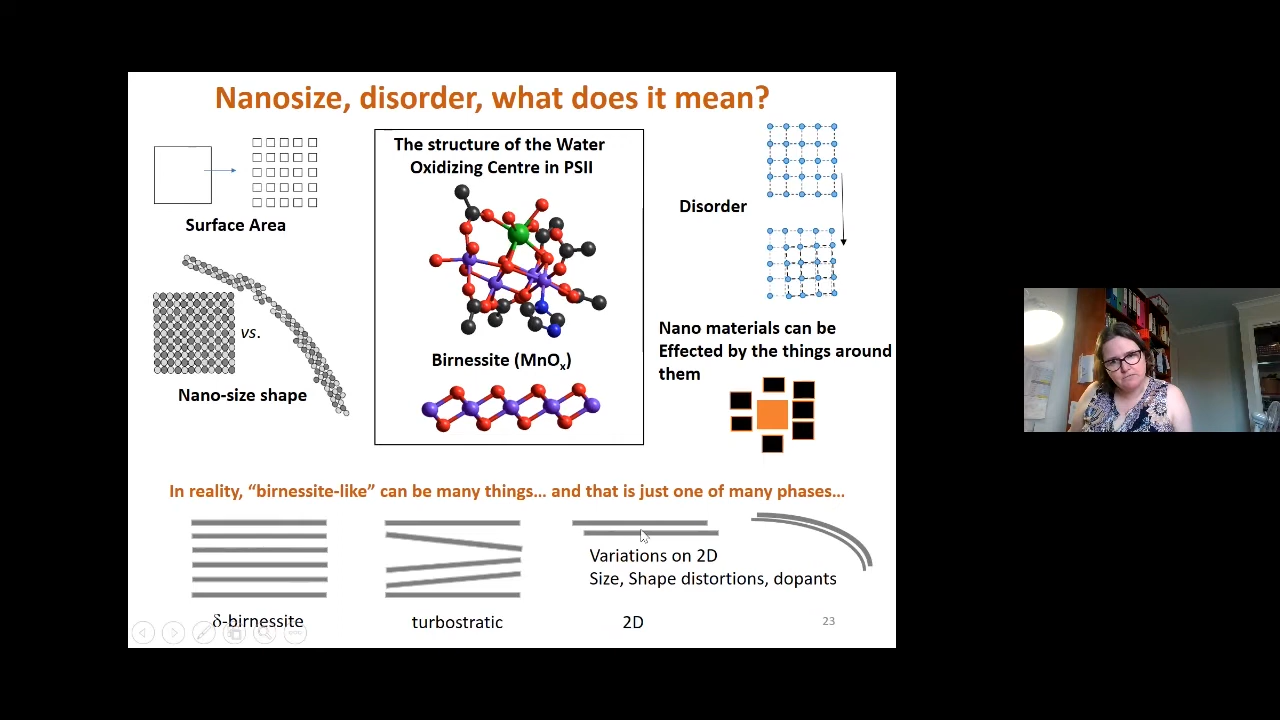 Nanosize, disorder, what does it mean?
Surface Area
vs.
Nano-size shape
The structure of the Water
Oxidizing Centre in PSII
Birnessite (MnOx)
Disorder
Nano materials can be
Effected by the things around
them
In reality, “birnessite-like” can be many things… and that is just one of many phases…
Variations on 2D
Size, Shape distortions, dopants
δ-birnessite
turbostratic
2D
23